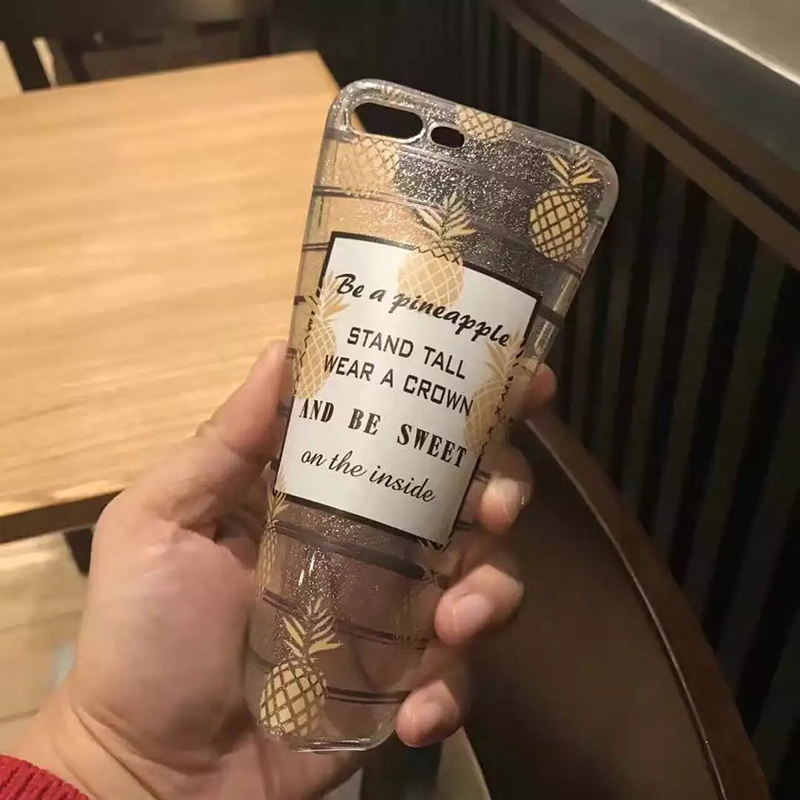 Be a pineapple
STAND TALL
WEAR A CROWN
AND BE SWEET
on the inside